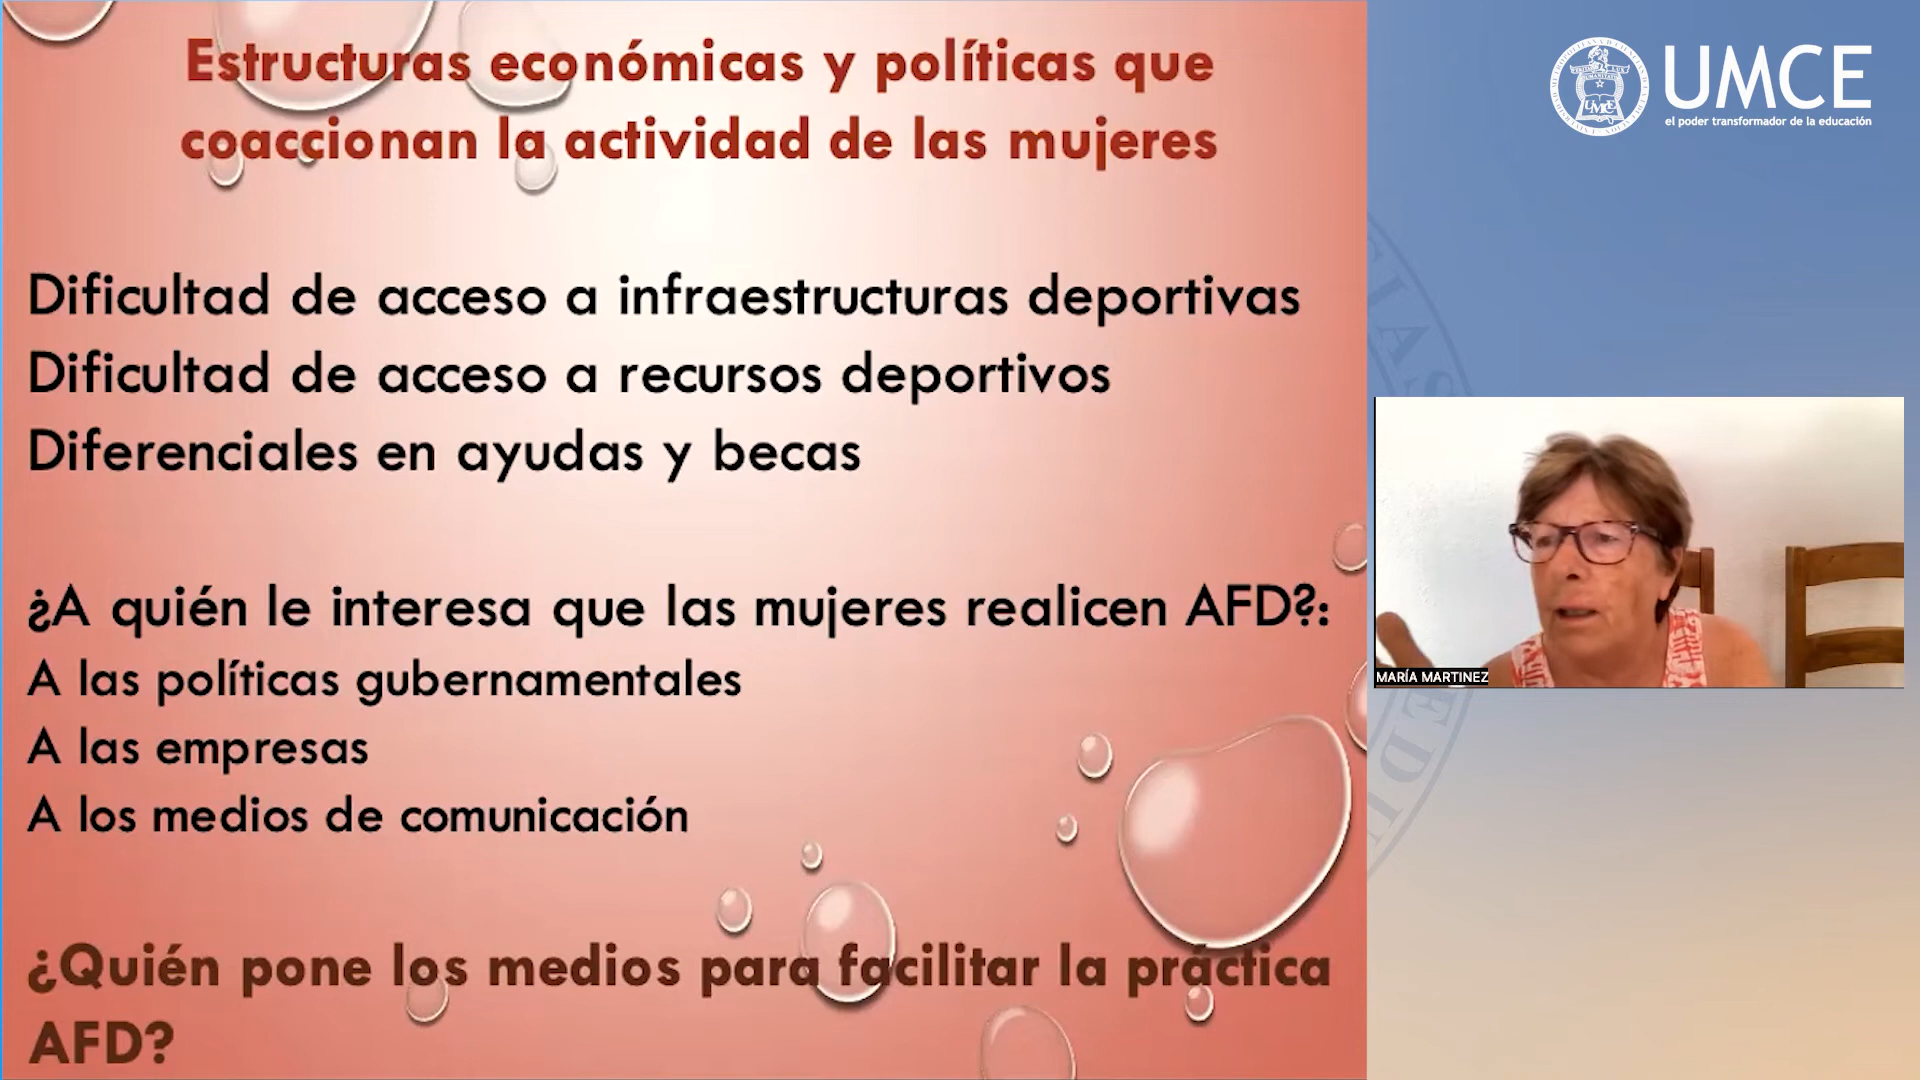 Estructuras económicas y políticas que
coaccionan la actividad de las mujeres
Dificultad de acceso a infraestructuras deportivas
Dificultad de acceso a recursos deportivos
Diferenciales en ayudas y becas
¿A quién le interesa que las mujeres realicen AFD?:
A las políticas gubernamentales
A las empresas
A los medios de comunicación
¿Quién pone los medios para facilitar la práctica
AFD?
UMCE
el poder transformador de la educación
MARÍA MARTINEZ